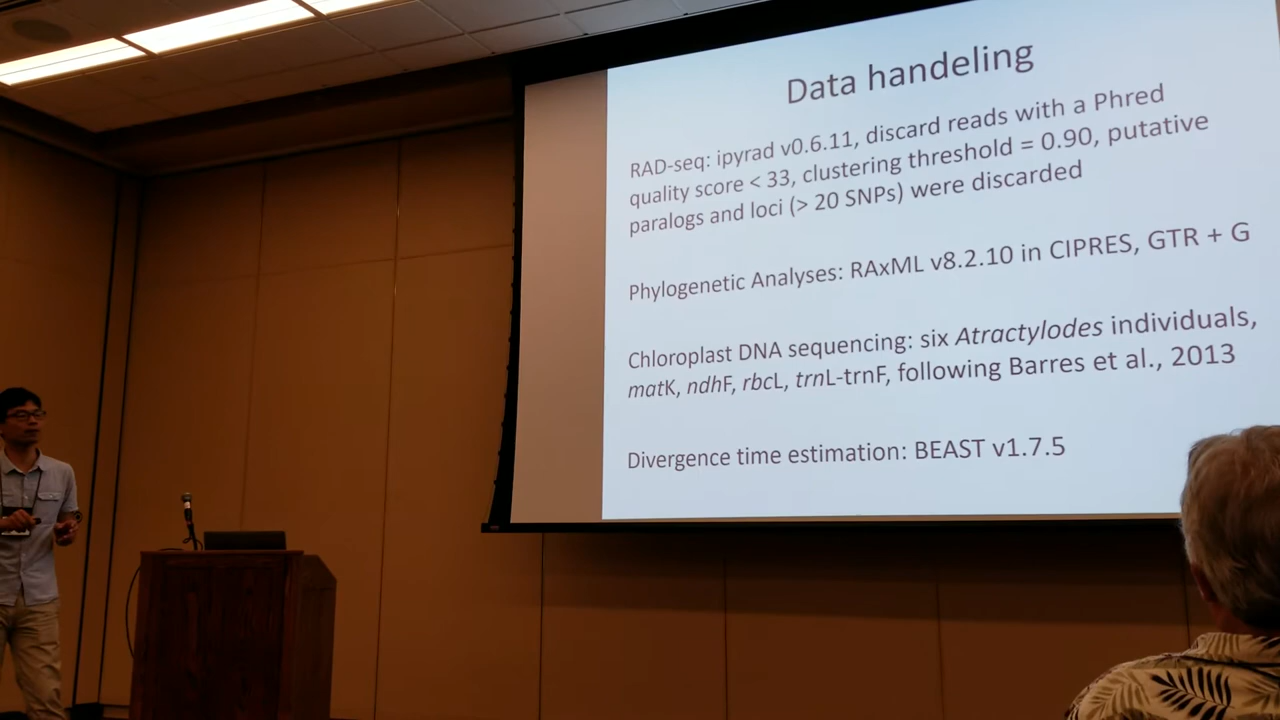 Data handeling
RAD-seq: ipyrad v0.6.11, discard reads with a Phred
quality score < 33, clustering threshold = 0.90, putative
paralogs and loci (> 20 SNPs) were discarded
Phylogenetic Analyses: RAxML v8.2.10 in CIPRES, GTR + G
Chloroplast DNA sequencing: six Atractylodes individuals,
matK, ndhF, rbcL, trnL-trnF, following Barres et al., 2013
Divergence time estimation: BEAST v1.7.5